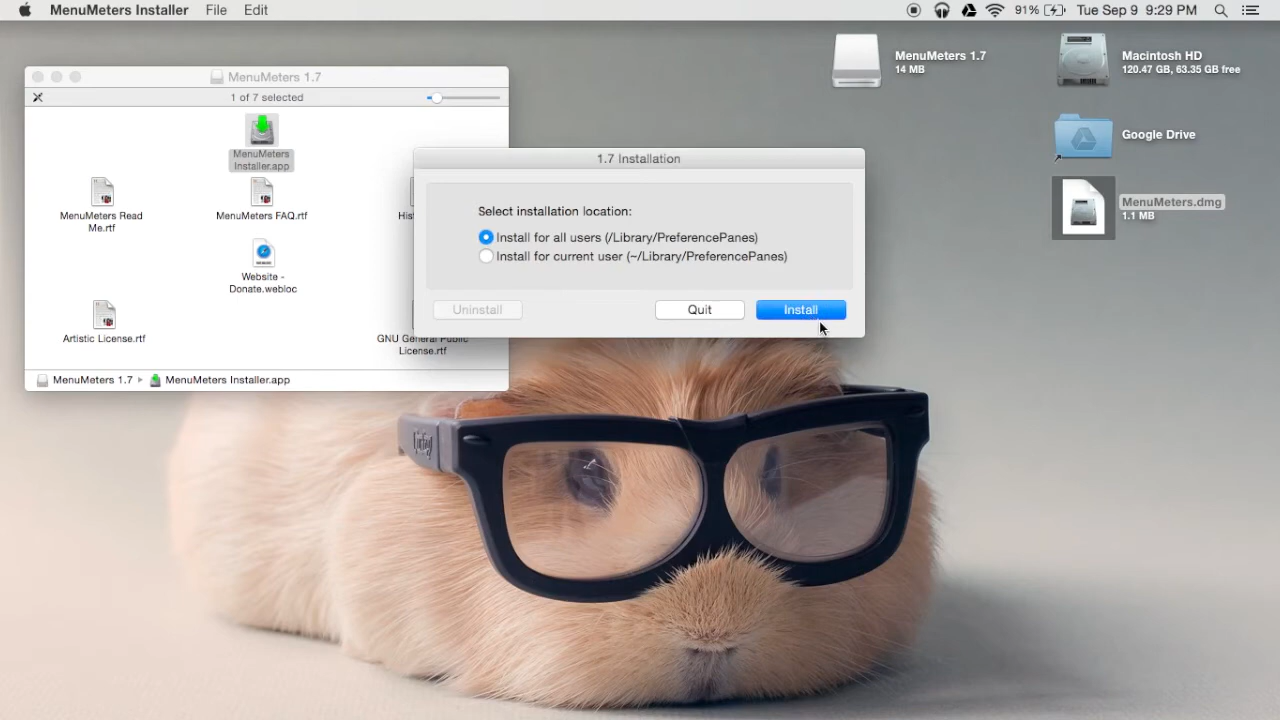 MenuMeters Installer File Edit 91% Tue Sep 9 9:29 PM
MenuMeters 1.7
1 of 7 selected
MenuMeters
Installer.app
MenuMeters Read
Me.rtf
MenuMeters FAQ.rtf
Hist
Website -
Donate.webloc
Artistic License.rtf
GNU General Public
License.rtf
MenuMeters 1.7 MenuMeters Installer.app
1.7 Installation
Select installation location:
Install for all users (/Library/PreferencePanes)
Install for current user (~/Library/PreferencePanes)
Uninstall Quit Install
MenuMeters 1.7
14 MB
Macintosh HD
120.47 GB, 63.35 GB free
Google Drive
MenuMeters.dmg
1.1 MB